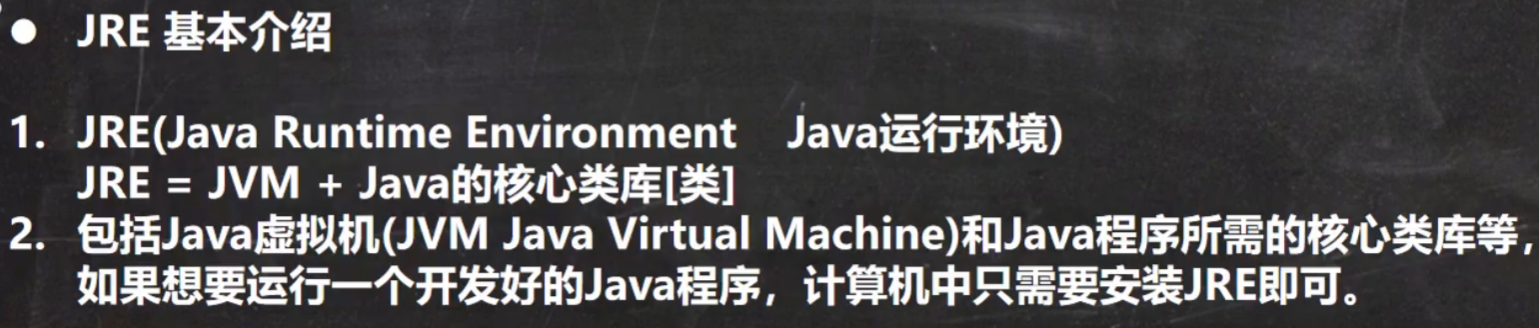 ● JRE 基本介绍
1. JRE(Java Runtime Environment Java运行环境)
JRE = JVM + Java的核心类库[类]
2. 包括Java虚拟机(JVM Java Virtual Machine)和Java程序所需的核心类库等，
如果想要运行一个开发好的Java程序，计算机中只需要安装JRE即可。